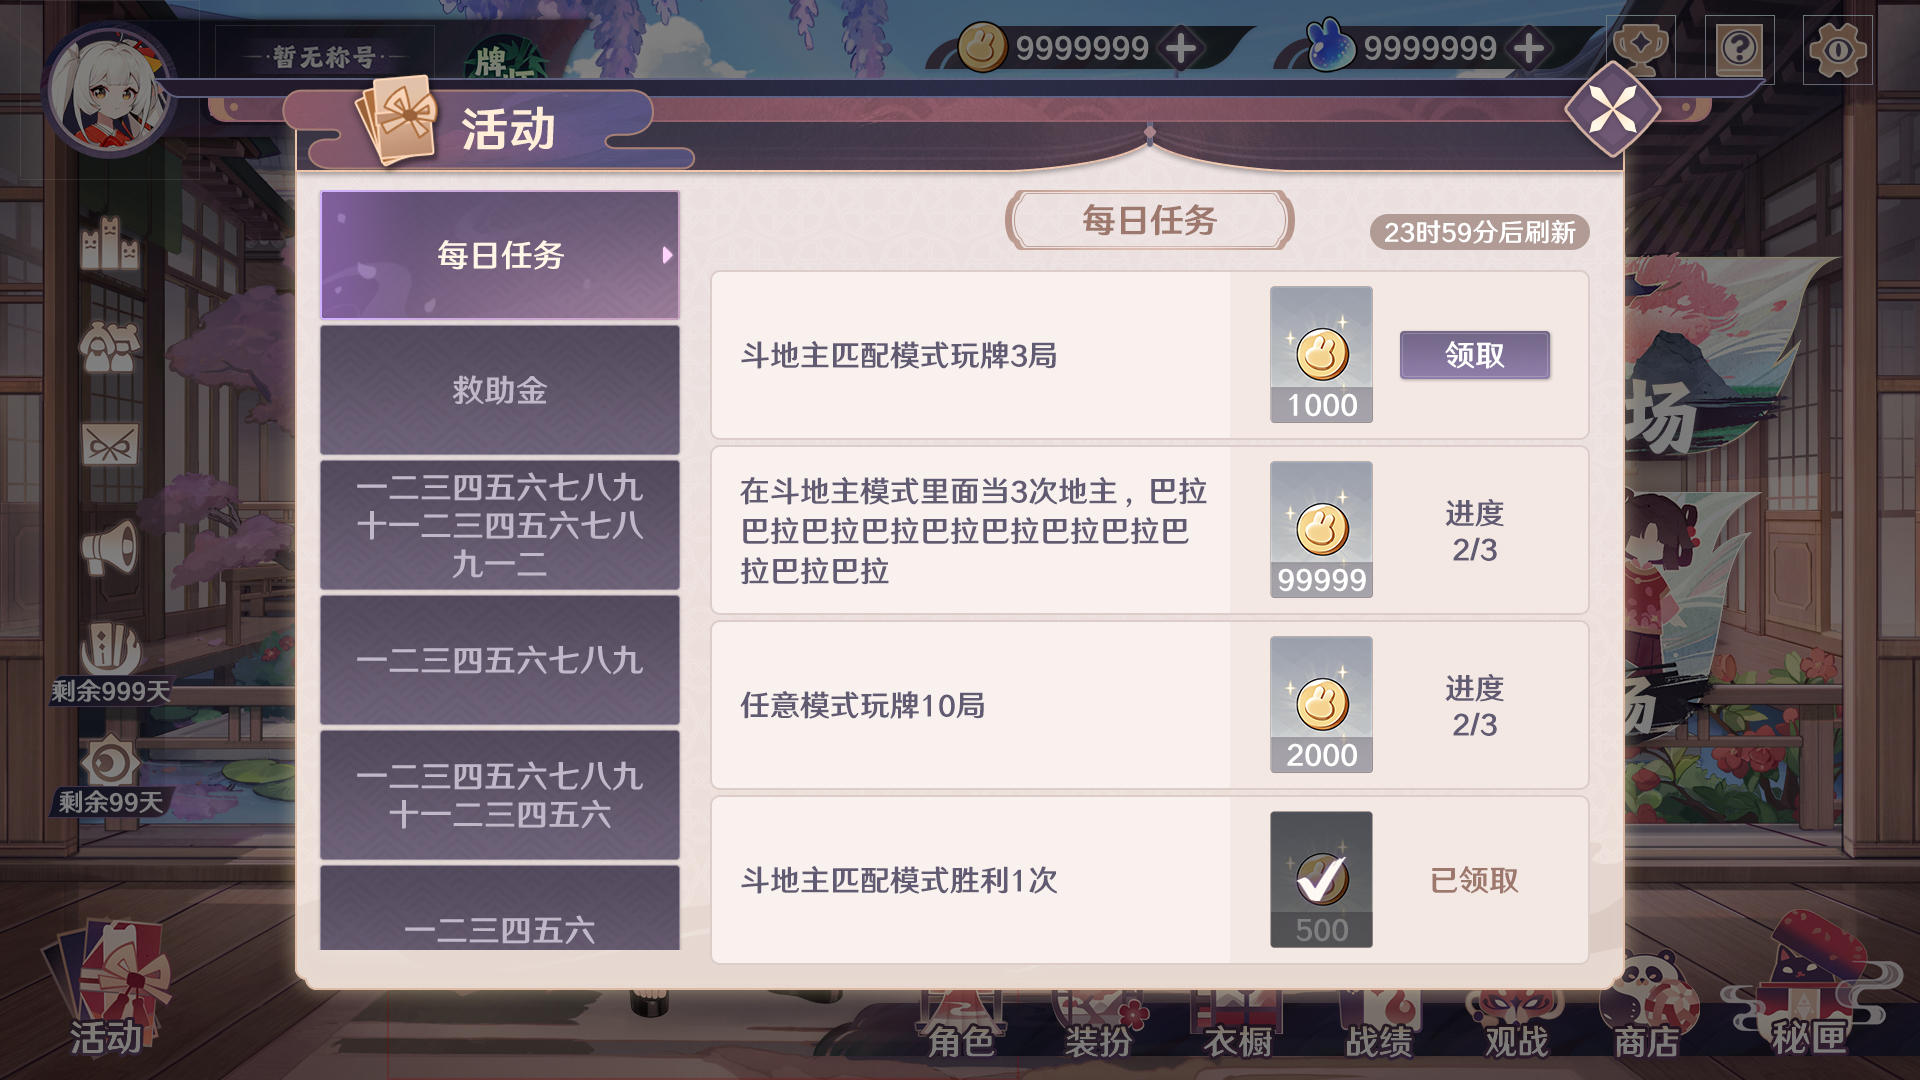 暂无称号
牌
9999999
9999999
活动
每日任务
23时59分后刷新
每日任务
救助金
一二三四五六七八九
十一二三四五六七八
九一二
一二三四五六七八九
一二三四五六七八九
十一二三四五六
一二三四五六
斗地主匹配模式玩牌3局
1000
领取
在斗地主模式里面当3次地主，巴拉
巴拉巴拉巴拉巴拉巴拉巴拉巴拉巴
拉巴拉巴拉
99999
进度
2/3
任意模式玩牌10局
2000
进度
2/3
斗地主匹配模式胜利1次
500
已领取
剩余999天
剩余99天
场
场
活动
角色
装扮
衣橱
战绩
观战
商店
秘匣